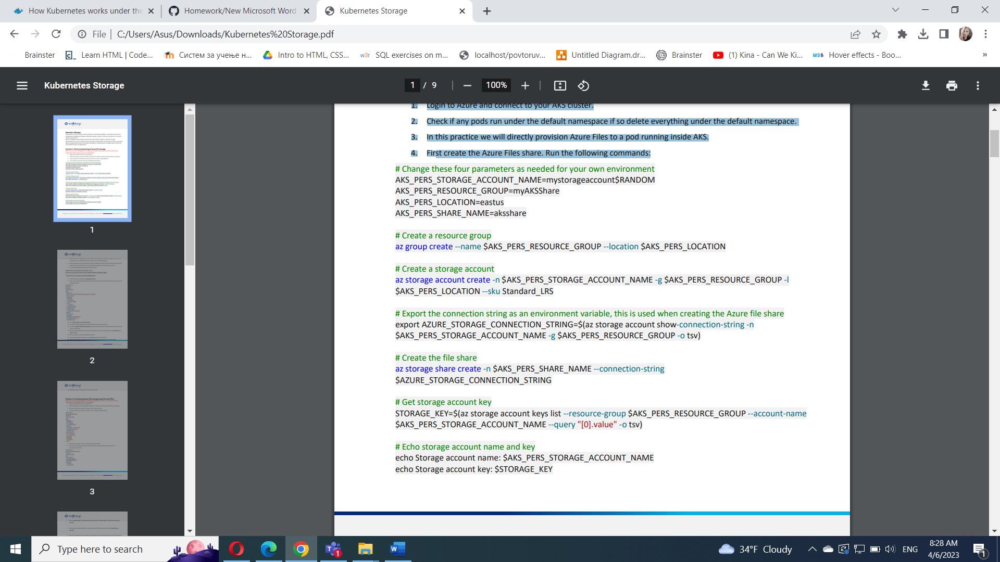 How Kubernetes works under the
Homework/New Microsoft Word
Kubernetes Storage
File
C:/Users/Asus/Downloads/Kubernetes%20Storage.pdf
Brainster
Learn HTML | Code...
Систем за учење н...
Intro to HTML, CSS...
SQL exercises on m...
localhost/povtoruv...
Untitled Diagram.dr...
Brainster
(1) Kina - Can We Ki...
Hover effects - Boo...
»
Kubernetes Storage
1 / 9
100%
1. Login to Azure and connect to your AKS cluster.
2. Check if any pods run under the default namespace if so delete everything under the default namespace.
3. In this practice we will directly provision Azure Files to a pod running inside AKS.
4. First create the Azure Files share. Run the following commands:
# Change these four parameters as needed for your own environment
AKS_PERS_STORAGE_ACCOUNT_NAME=mystorageaccount$RANDOM
AKS_PERS_RESOURCE_GROUP=myAKSShare
AKS_PERS_LOCATION=eastus
AKS_PERS_SHARE_NAME=aksshare
# Create a resource group
az group create --name $AKS_PERS_RESOURCE_GROUP --location $AKS_PERS_LOCATION
# Create a storage account
az storage account create -n $AKS_PERS_STORAGE_ACCOUNT_NAME -g $AKS_PERS_RESOURCE_GROUP -l
$AKS_PERS_LOCATION --sku Standard_LRS
# Export the connection string as an environment variable, this is used when creating the Azure file share
export AZURE_STORAGE_CONNECTION_STRING=$(az storage account show-connection-string -n
$AKS_PERS_STORAGE_ACCOUNT_NAME -g $AKS_PERS_RESOURCE_GROUP -o tsv)
# Create the file share
az storage share create -n $AKS_PERS_SHARE_NAME --connection-string
$AZURE_STORAGE_CONNECTION_STRING
# Get storage account key
STORAGE_KEY=$(az storage account keys list --resource-group $AKS_PERS_RESOURCE_GROUP --account-name
$AKS_PERS_STORAGE_ACCOUNT_NAME --query "[0].value" -o tsv)
# Echo storage account name and key
echo Storage account name: $AKS_PERS_STORAGE_ACCOUNT_NAME
echo Storage account key: $STORAGE_KEY
1
2
3
Type here to search
1
34°F Cloudy
ENG
8:28 AM
4/6/2023
1